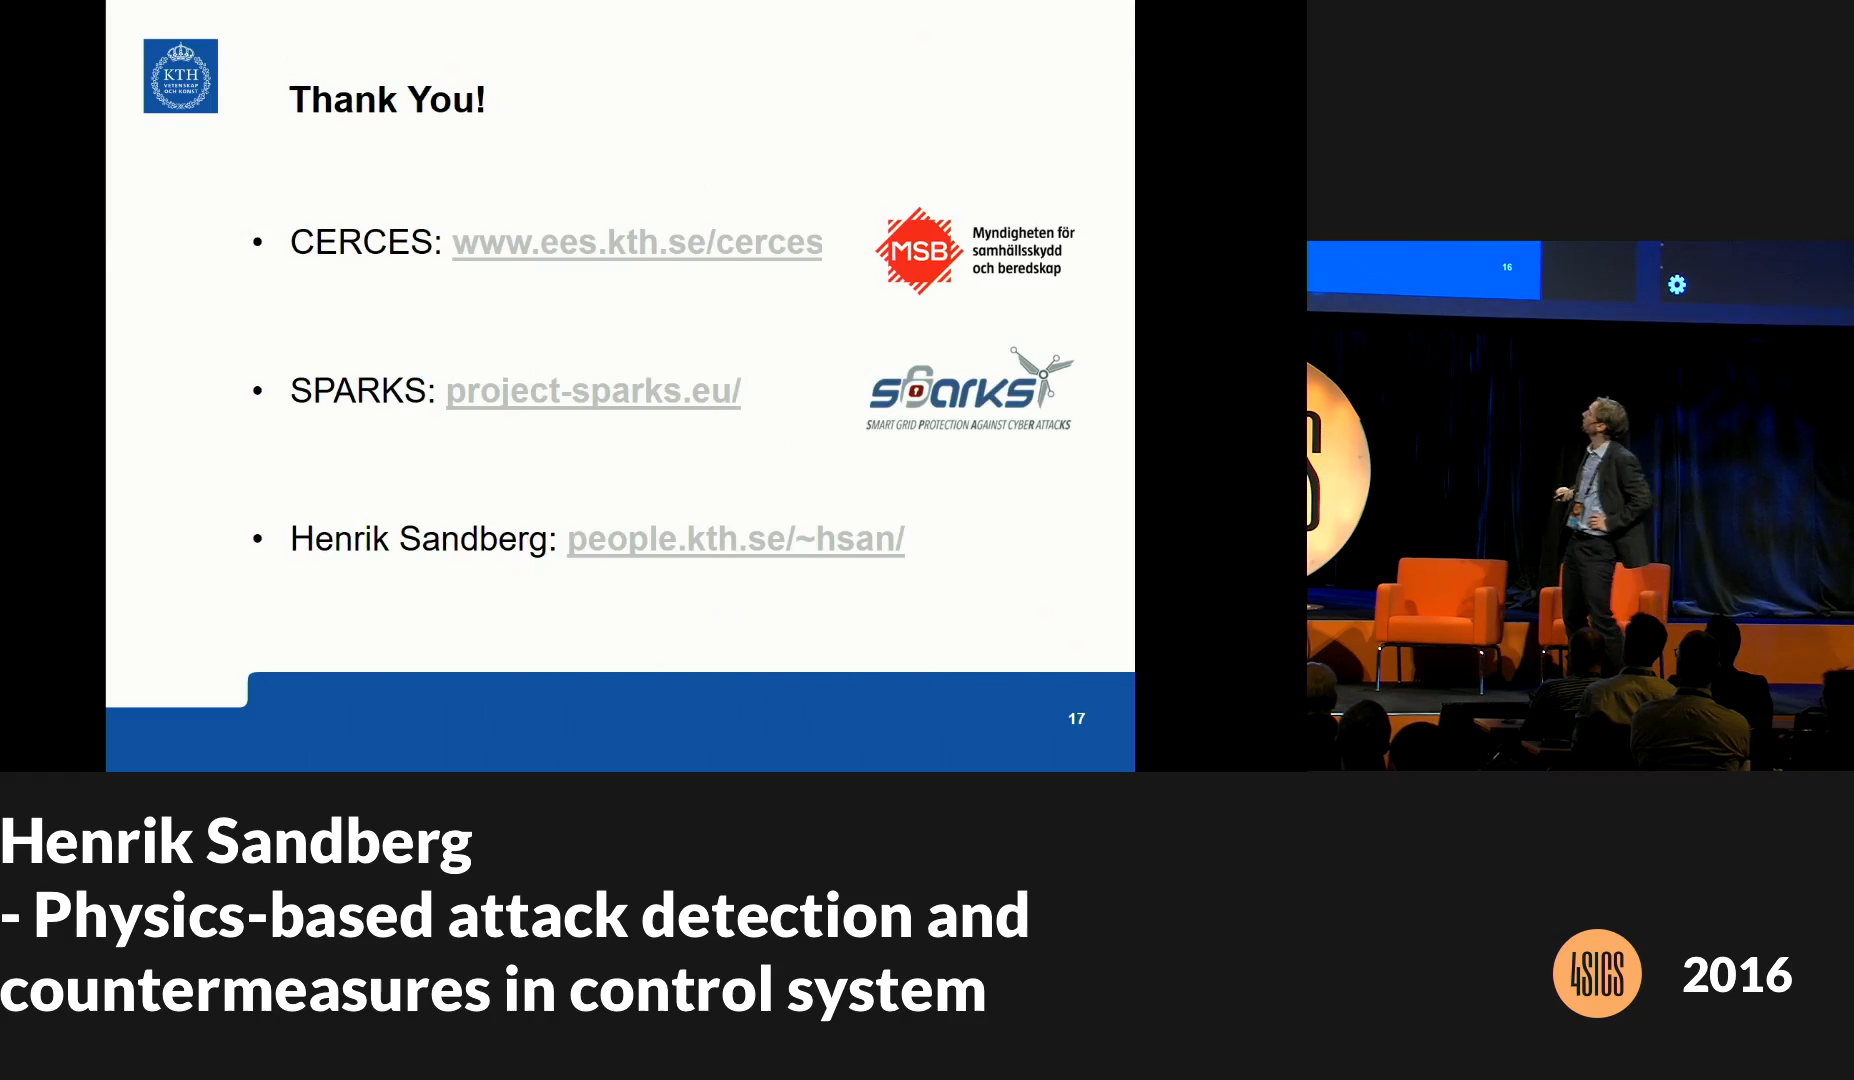 KTH
VETENSKAP
OCH KONST
Thank You!
• CERCES: www.ees.kth.se/cerces
MSB
Myndigheten för
samhällsskydd
och beredskap
• SPARKS: project-sparks.eu/
sparks
SMART GRID PROTECTION AGAINST CYBER ATTACKS
• Henrik Sandberg: people.kth.se/~hsan/
17
16
Henrik Sandberg
- Physics-based attack detection and
countermeasures in control system
4SICS
2016